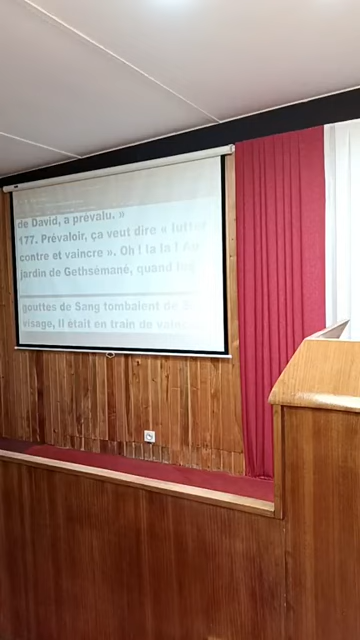 de David, a prévalu. »
177. Prévaloir, ça veut dire « lutter
contre et vaincre ». Oh ! la la ! Au
jardin de Gethsémané, quand les
gouttes de Sang tombaient de
visage, Il était en train de